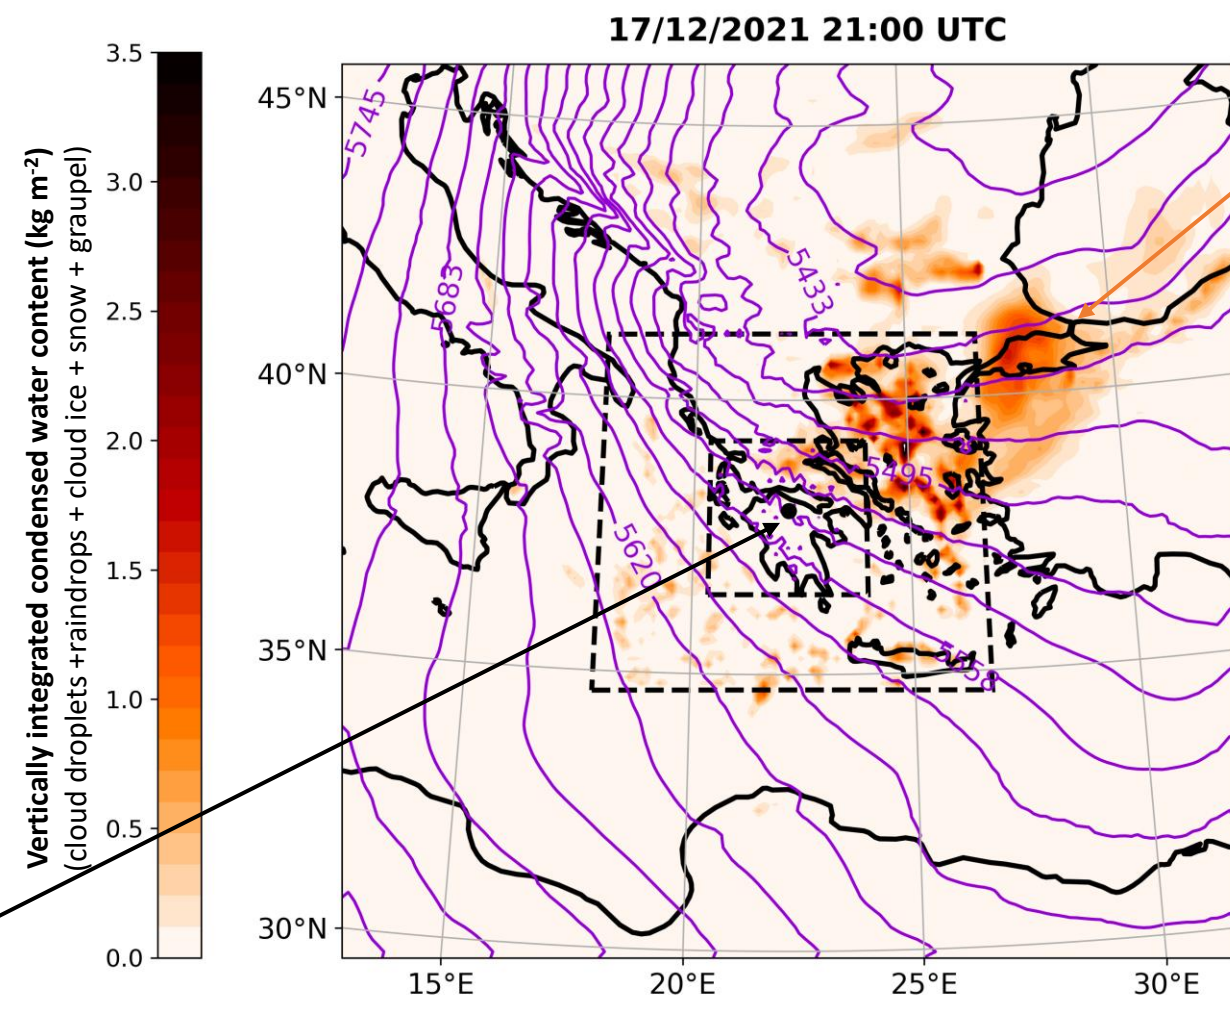 17/12/2021 21:00 UTC
Vertically integrated condensed water content (kg m⁻²)
(cloud droplets +raindrops + cloud ice + snow + graupel)
3.5
3.0
2.5
2.0
1.5
1.0
0.5
0.0
45°N
40°N
35°N
30°N
15°E
20°E
25°E
30°E
5745
5683
5433
5495
5620
5558